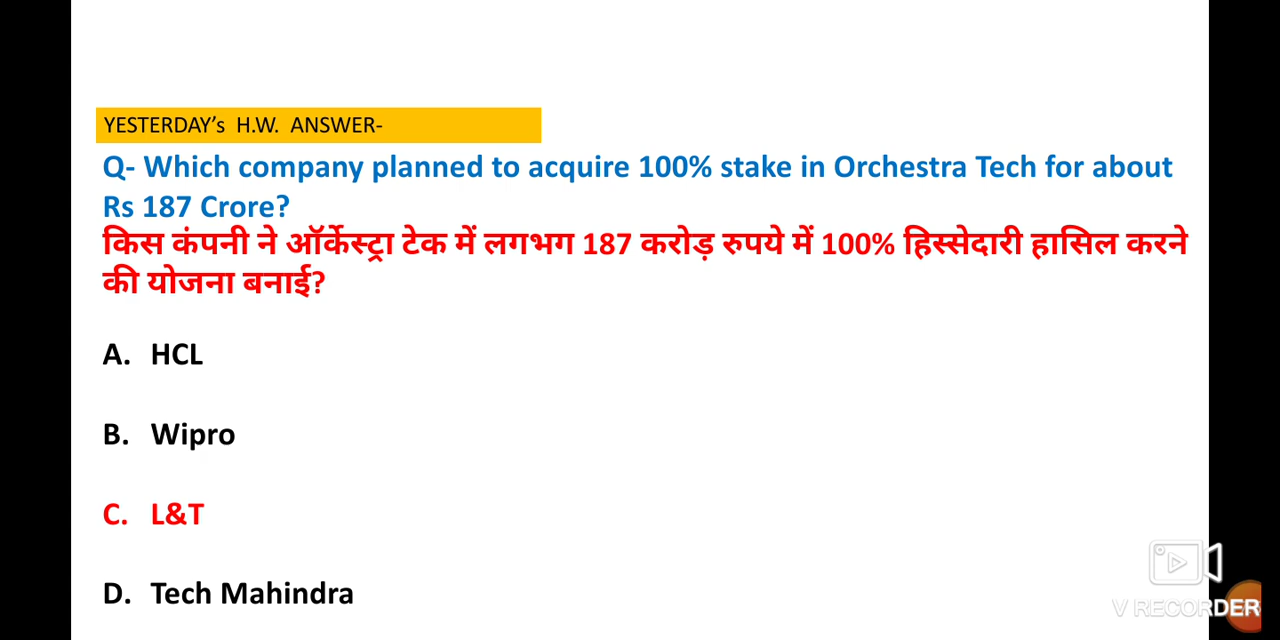 YESTERDAY's H.W. ANSWER-
Q- Which company planned to acquire 100% stake in Orchestra Tech for about
Rs 187 Crore?
किस कंपनी ने ऑर्केस्ट्रा टेक में लगभग 187 करोड़ रुपये में 100% हिस्सेदारी हासिल करने
की योजना बनाई?
A. HCL
B. Wipro
C. L&T
D. Tech Mahindra
V RECORDER